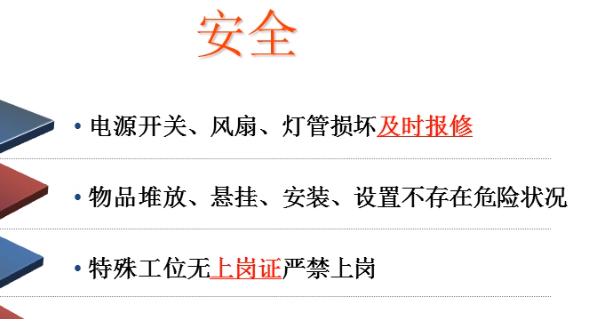 安全
• 电源开关、风扇、灯管损坏及时报修
• 物品堆放、悬挂、安装、设置不存在危险状况
• 特殊工位无上岗证严禁上岗